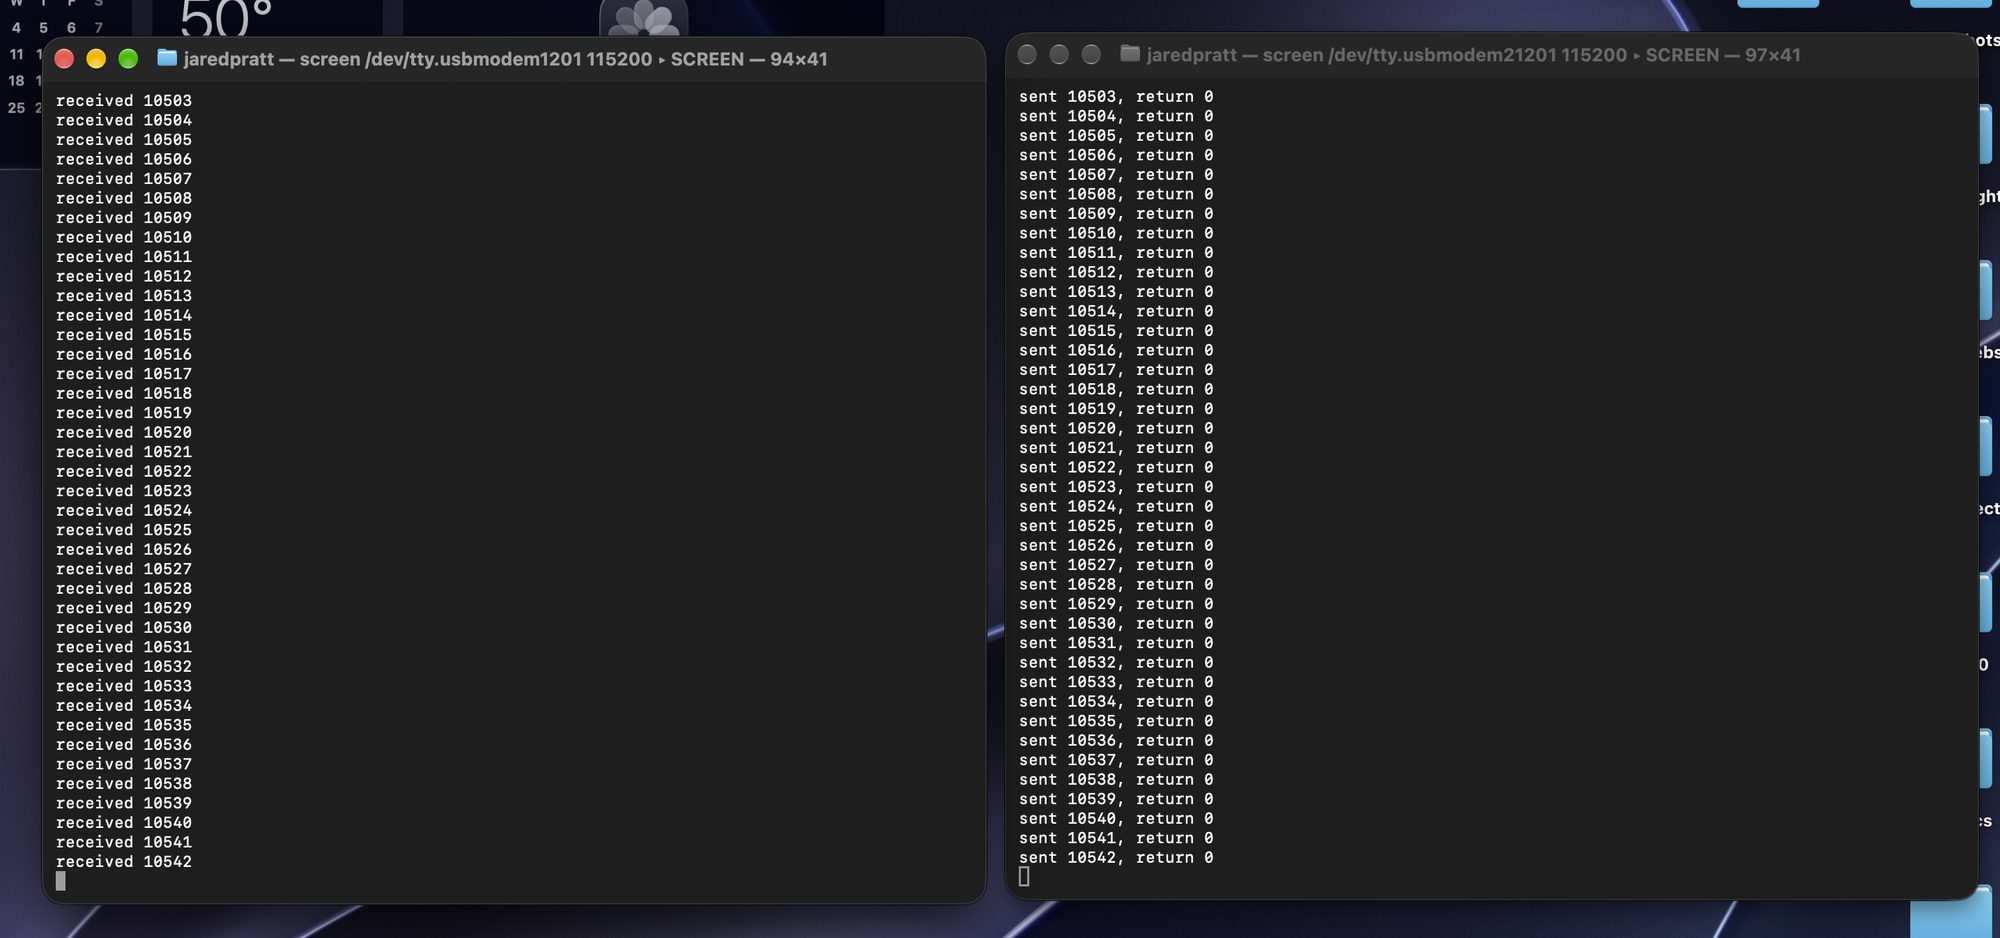 W T F S
4 5 6 7
11 1
18 1
25 2
50°
jaredpratt — screen /dev/tty.usbmodem1201 115200 ▸ SCREEN — 94×41
received 10503
received 10504
received 10505
received 10506
received 10507
received 10508
received 10509
received 10510
received 10511
received 10512
received 10513
received 10514
received 10515
received 10516
received 10517
received 10518
received 10519
received 10520
received 10521
received 10522
received 10523
received 10524
received 10525
received 10526
received 10527
received 10528
received 10529
received 10530
received 10531
received 10532
received 10533
received 10534
received 10535
received 10536
received 10537
received 10538
received 10539
received 10540
received 10541
received 10542
jaredpratt — screen /dev/tty.usbmodem21201 115200 ▸ SCREEN — 97×41
sent 10503, return 0
sent 10504, return 0
sent 10505, return 0
sent 10506, return 0
sent 10507, return 0
sent 10508, return 0
sent 10509, return 0
sent 10510, return 0
sent 10511, return 0
sent 10512, return 0
sent 10513, return 0
sent 10514, return 0
sent 10515, return 0
sent 10516, return 0
sent 10517, return 0
sent 10518, return 0
sent 10519, return 0
sent 10520, return 0
sent 10521, return 0
sent 10522, return 0
sent 10523, return 0
sent 10524, return 0
sent 10525, return 0
sent 10526, return 0
sent 10527, return 0
sent 10528, return 0
sent 10529, return 0
sent 10530, return 0
sent 10531, return 0
sent 10532, return 0
sent 10533, return 0
sent 10534, return 0
sent 10535, return 0
sent 10536, return 0
sent 10537, return 0
sent 10538, return 0
sent 10539, return 0
sent 10540, return 0
sent 10541, return 0
sent 10542, return 0